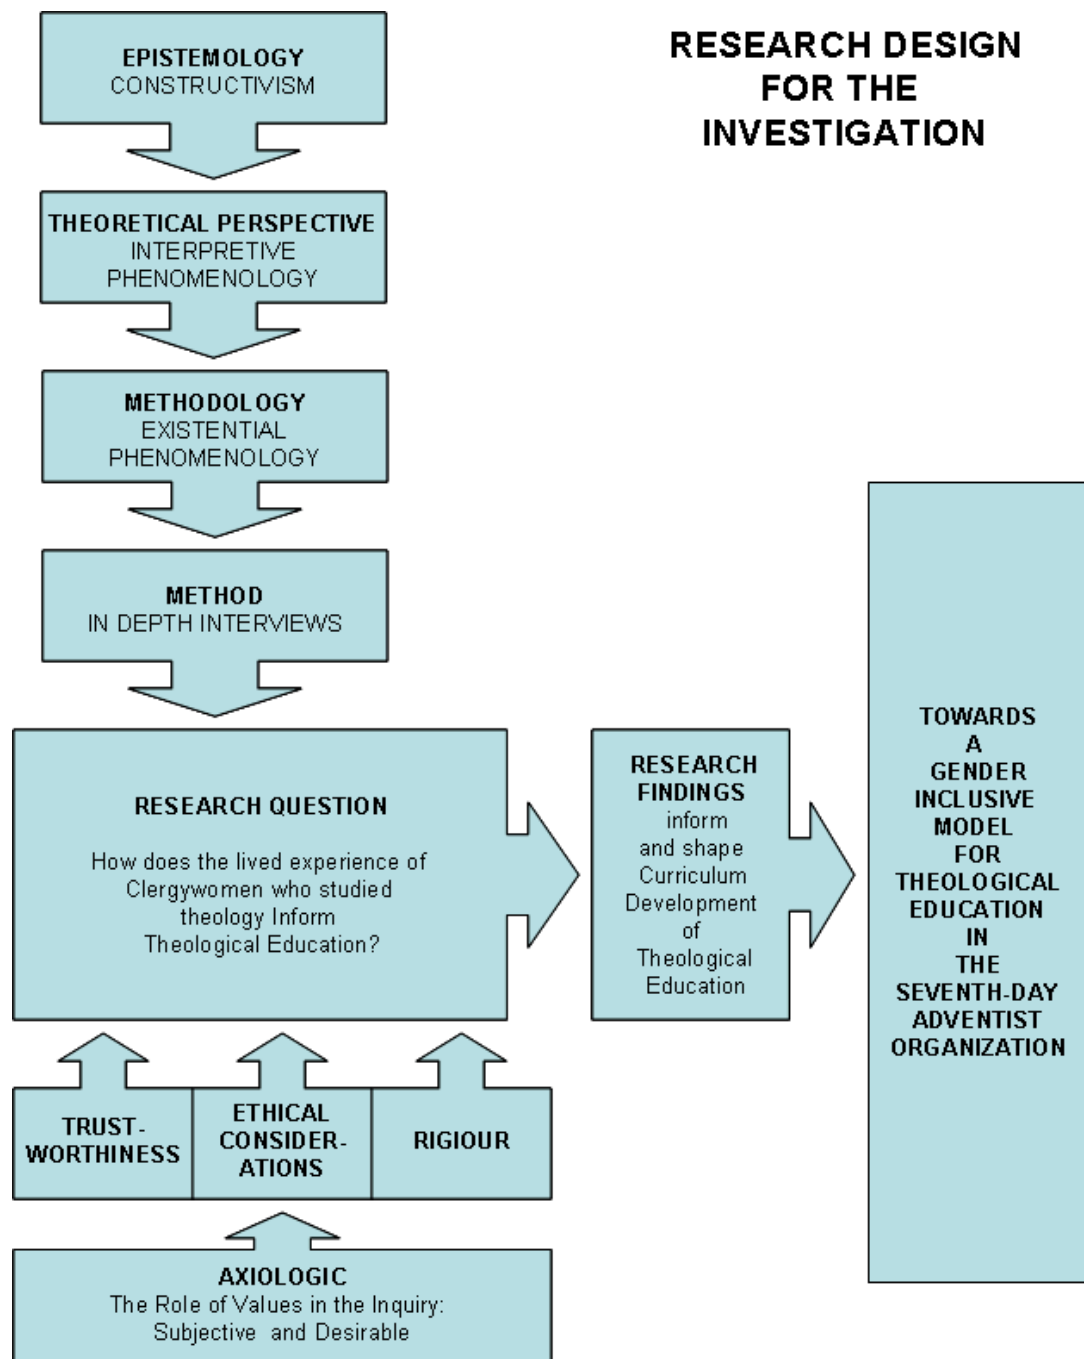 RESEARCH DESIGN
FOR THE
INVESTIGATION
EPISTEMOLOGY
CONSTRUCTIVISM
THEORETICAL PERSPECTIVE
INTERPRETIVE
PHENOMENOLOGY
METHODOLOGY
EXISTENTIAL
PHENOMENOLOGY
METHOD
IN DEPTH INTERVIEWS
RESEARCH QUESTION
How does the lived experience of
Clergywomen who studied
theology Inform
Theological Education?
RESEARCH
FINDINGS
inform
and shape
Curriculum
Development
of
Theological
Education
TOWARDS
A
GENDER
INCLUSIVE
MODEL
FOR
THEOLOGICAL
EDUCATION
IN
THE
SEVENTH-DAY
ADVENTIST
ORGANIZATION
TRUST-
WORTHINESS
ETHICAL
CONSIDER-
ATIONS
RIGIOUR
AXIOLOGIC
The Role of Values in the Inquiry:
Subjective and Desirable